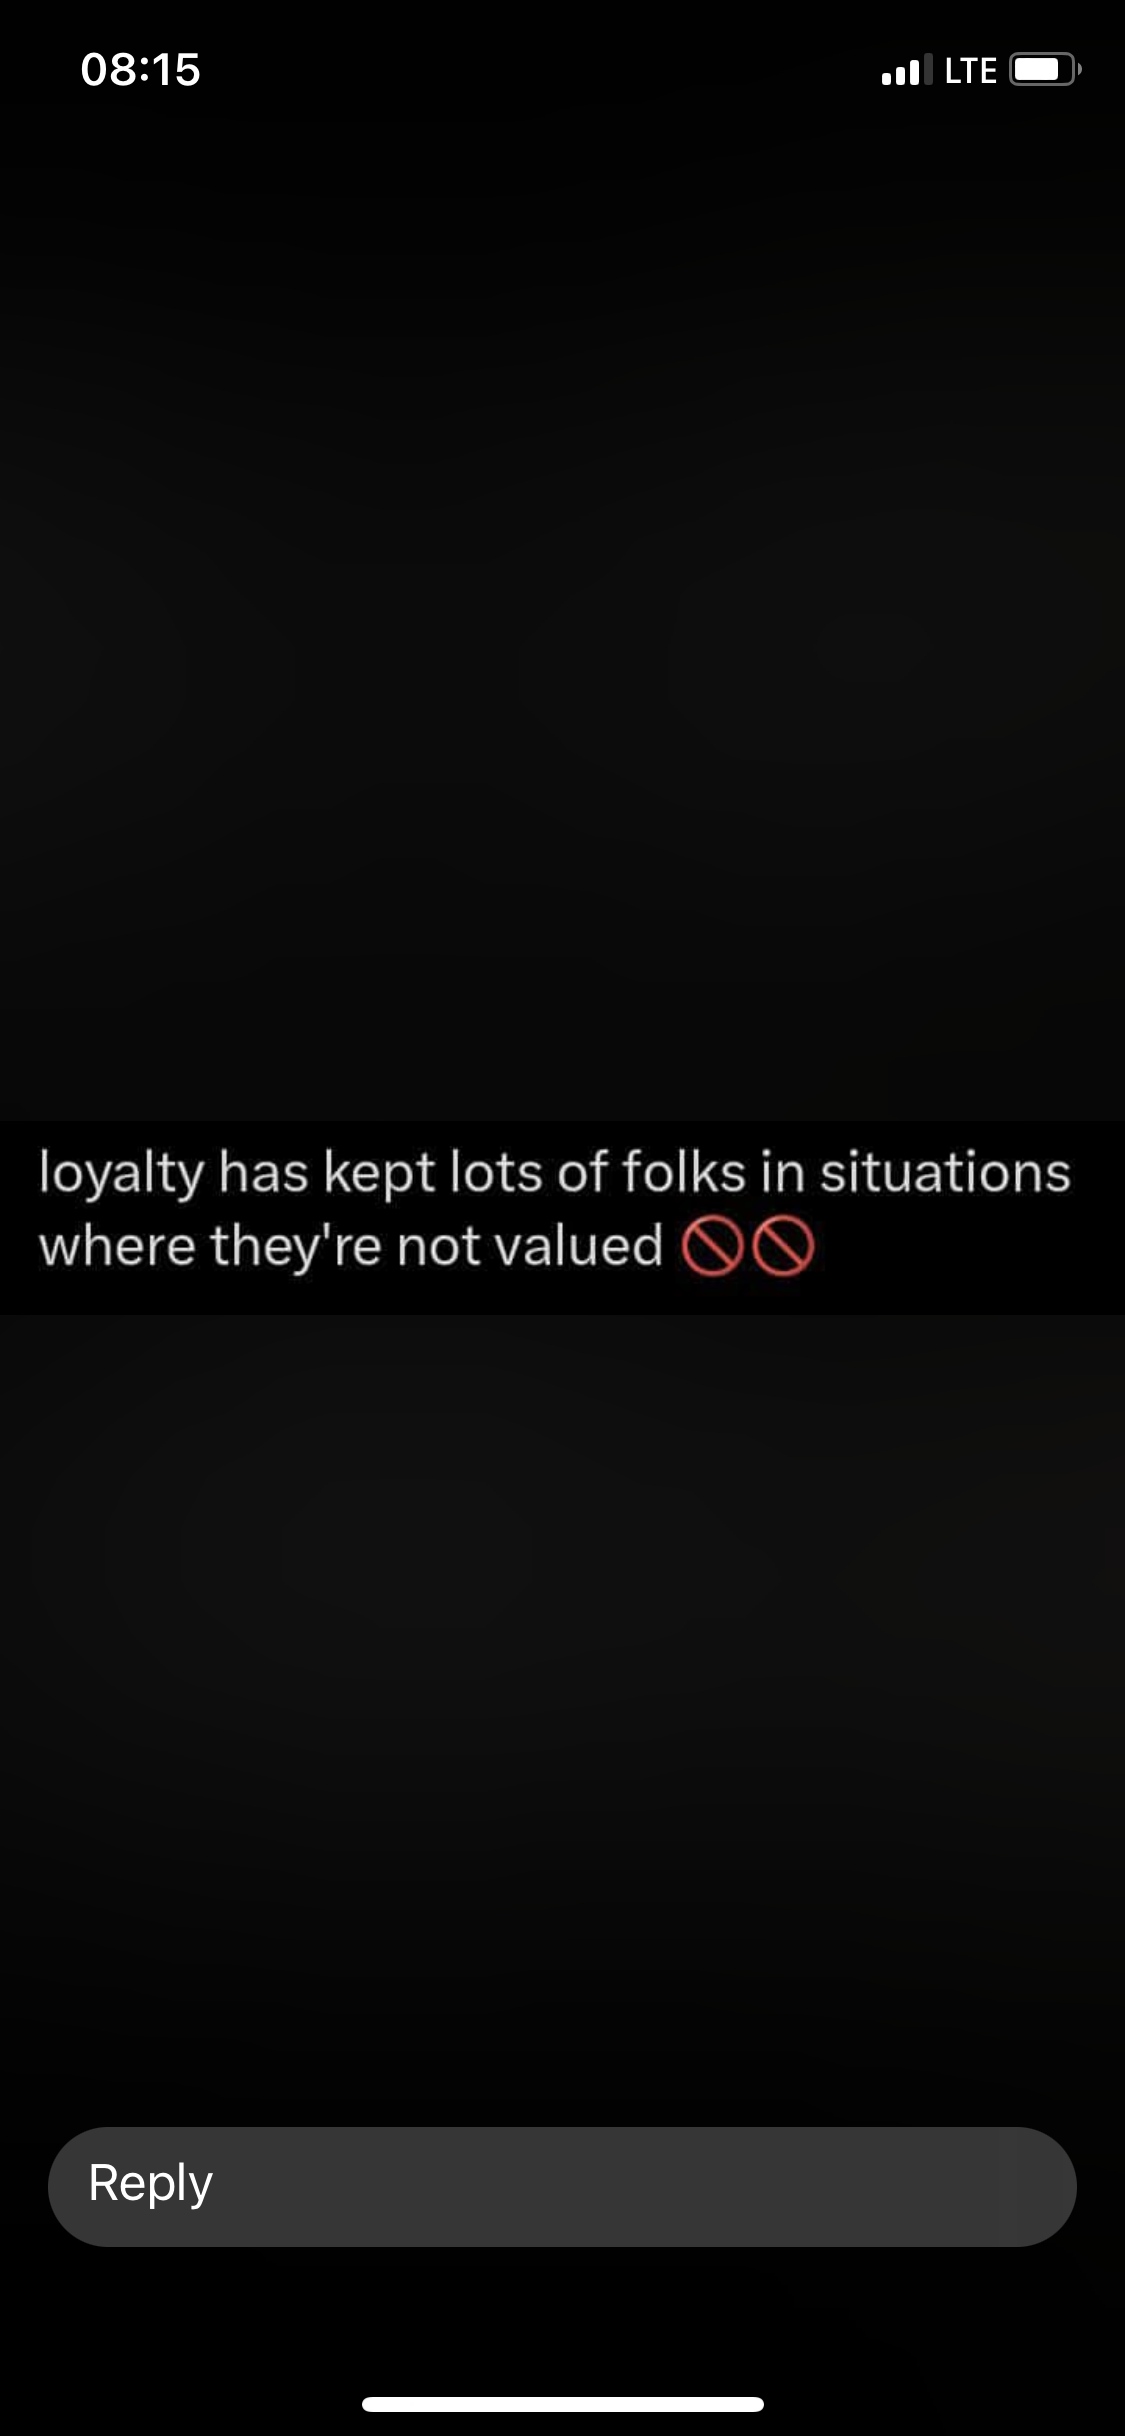 08:15 LTE
loyalty has kept lots of folks in situations
where they're not valued 🚫🚫
Reply